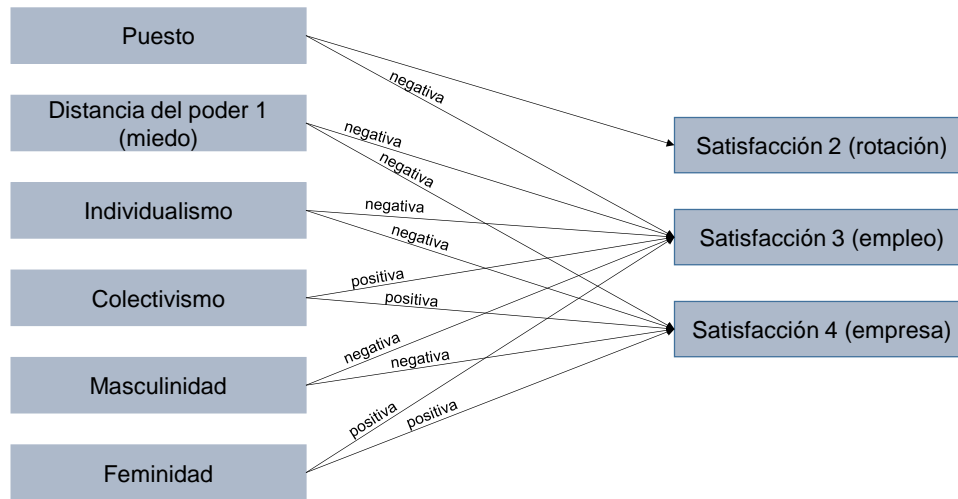 Puesto
negativa
Distancia del poder 1
(miedo)
negativa
negativa
Satisfacción 2 (rotación)
Individualismo
negativa
negativa
Satisfacción 3 (empleo)
Colectivismo
positiva
positiva
Satisfacción 4 (empresa)
Masculinidad
negativa
negativa
Feminidad
positiva
positiva